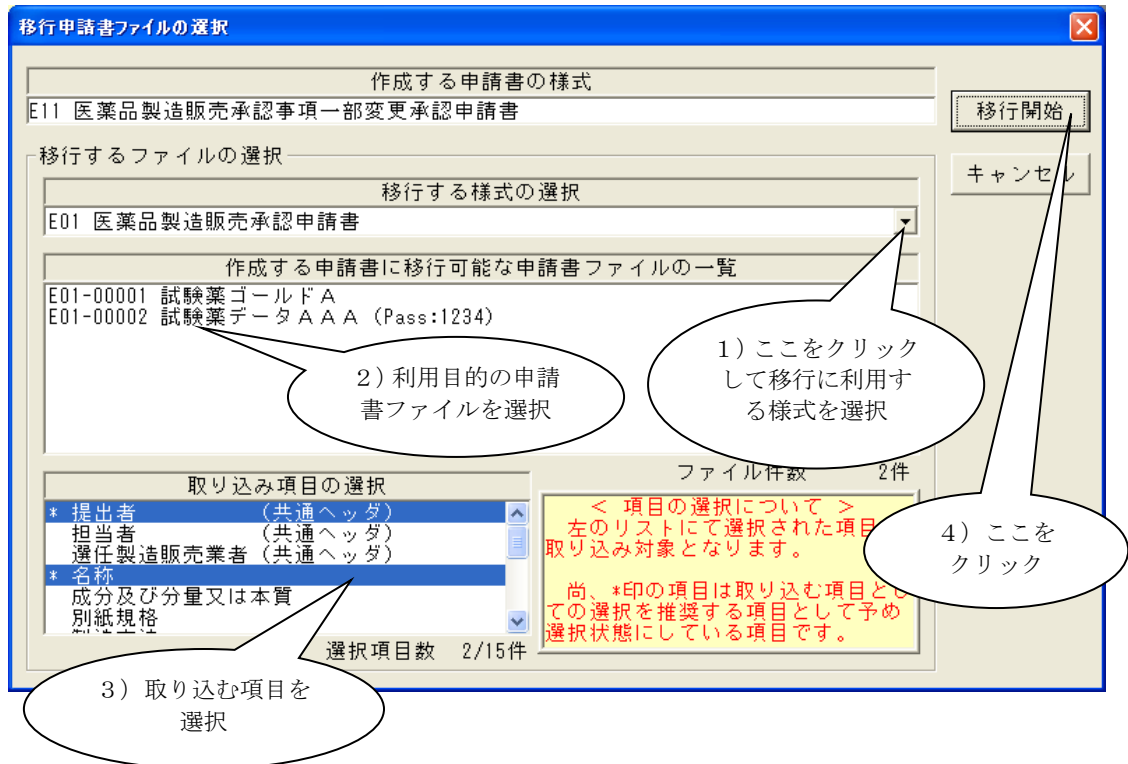 移行申請書ファイルの選択
作成する申請書の様式
E11 医薬品製造販売承認事項一部変更承認申請書
移行開始
キャンセル
移行するファイルの選択
移行する様式の選択
E01 医薬品製造販売承認申請書
作成する申請書に移行可能な申請書ファイルの一覧
E01-00001 試験薬ゴールドA
E01-00002 試験薬データAAA (Pass:1234)
1)ここをクリック
して移行に利用す
る様式を選択
2)利用目的の申請
書ファイルを選択
ファイル件数 2件
取り込み項目の選択
* 提出者 (共通ヘッダ)
担当者 (共通ヘッダ)
選任製造販売業者 (共通ヘッダ)
* 名称
成分及び分量又は本質
別紙規格
選択項目数 2/15件
< 項目の選択について >
左のリストにて選択された項目
取り込み対象となります。
尚、*印の項目は取り込む項目とし
ての選択を推奨する項目として予め
選択状態にしている項目です。
4)ここを
クリック
3)取り込む項目を
選択